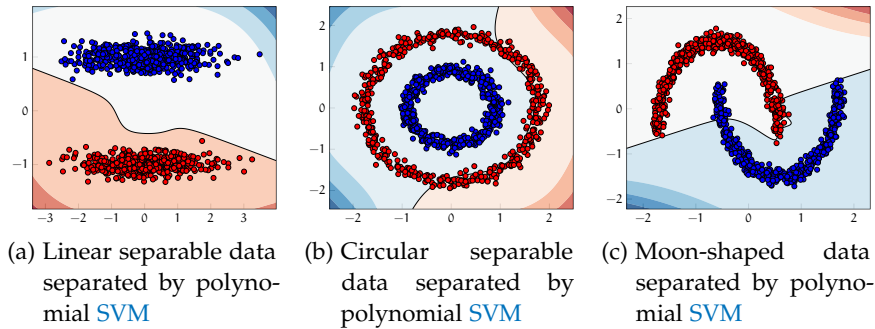 1
0
−1
−3 −2 −1 0 1 2 3
2
1
0
−1
−2
−2 −1 0 1 2
2
1
0
−1
−2
−2 −1 0 1 2
(a) Linear separable data
separated by polyno-
mial SVM
(b) Circular separable
data separated by
polynomial SVM
(c) Moon-shaped data
separated by polyno-
mial SVM